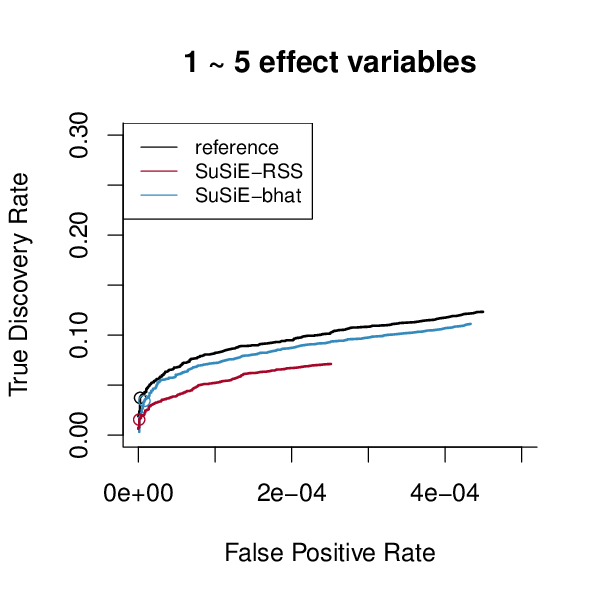 1 ~ 5 effect variables
reference
SuSiE−RSS
SuSiE−bhat
True Discovery Rate
0.30
0.20
0.10
0.00
0e+00 2e−04 4e−04
False Positive Rate